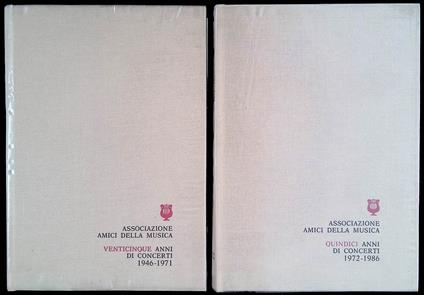 ASSOCIAZIONE
AMICI DELLA MUSICA
VENTICINQUE ANNI
DI CONCERTI
1946-1971
ASSOCIAZIONE
AMICI DELLA MUSICA
QUINDICI ANNI
DI CONCERTI
1972-1986